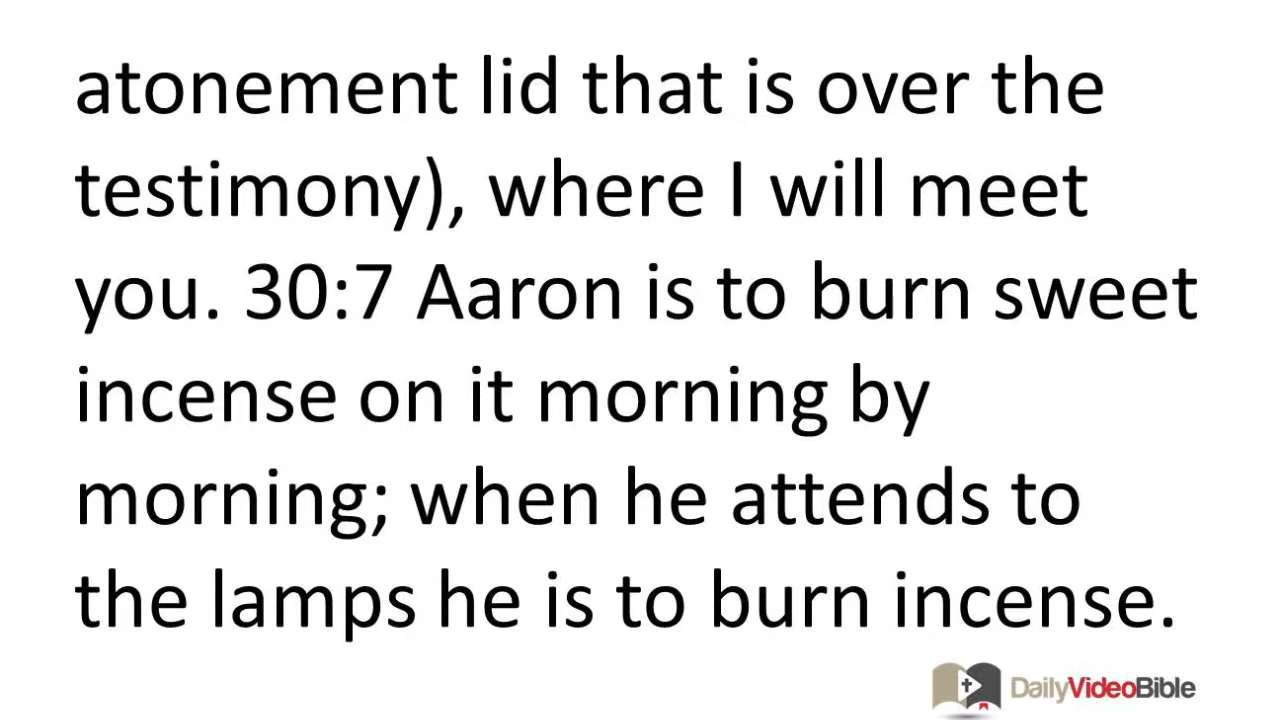 atonement lid that is over the
testimony), where I will meet
you. 30:7 Aaron is to burn sweet
incense on it morning by
morning; when he attends to
the lamps he is to burn incense.
DailyVideoBible